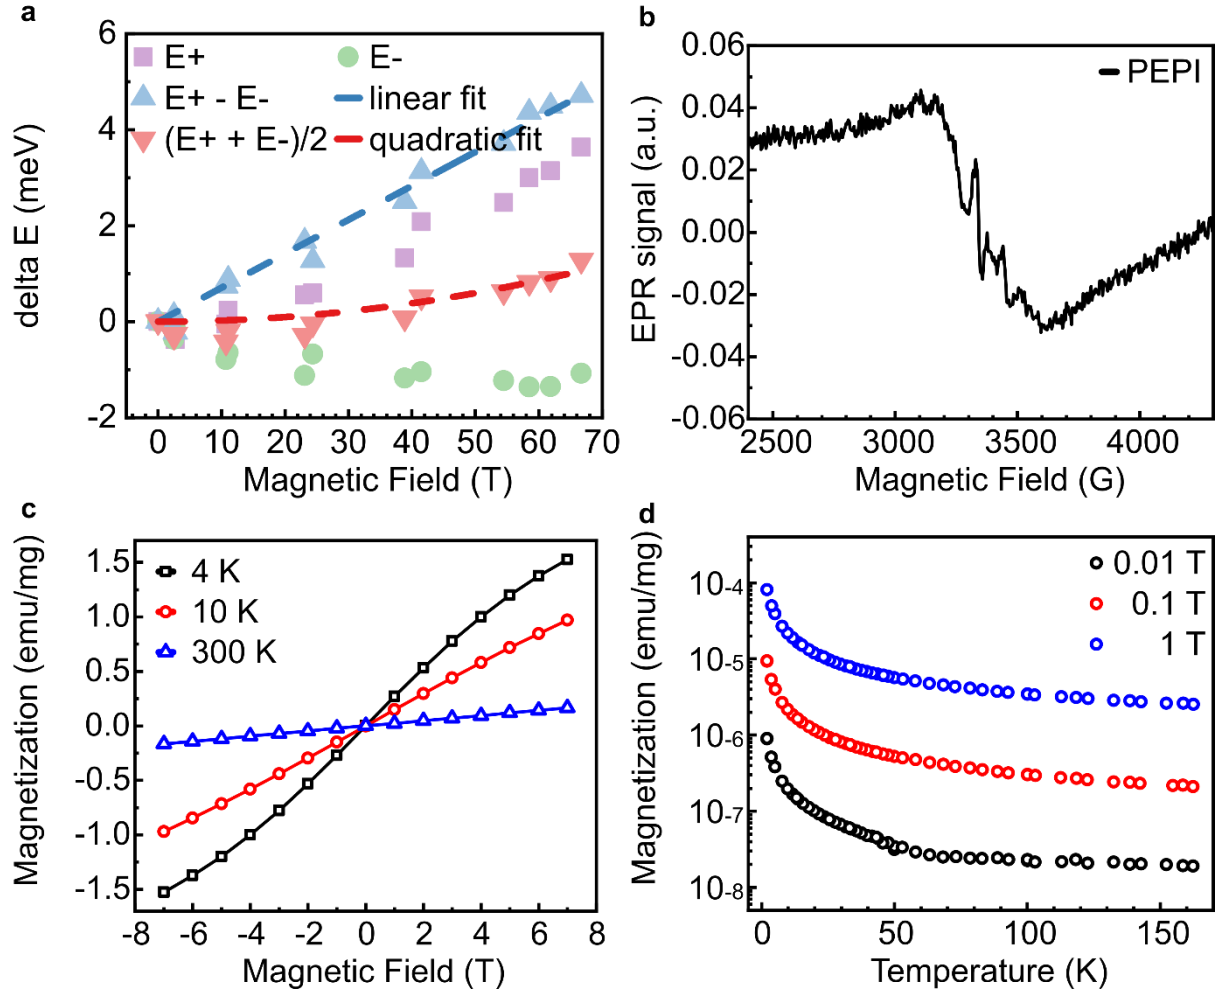 a
delta E (meV)
6
4
2
0
-2
E+
E-
E+ - E-
linear fit
(E+ + E-)/2
quadratic fit
0 10 20 30 40 50 60 70
Magnetic Field (T)
b
EPR signal (a.u.)
0.06
0.04
0.02
0.00
-0.02
-0.04
-0.06
PEPI
2500 3000 3500 4000
Magnetic Field (G)
c
Magnetization (emu/mg)
1.5
1.0
0.5
0.0
-0.5
-1.0
-1.5
4 K
10 K
300 K
-8 -6 -4 -2 0 2 4 6 8
Magnetic Field (T)
d
Magnetization (emu/mg)
10-4
10-5
10-6
10-7
10-8
0.01 T
0.1 T
1 T
0 50 100 150
Temperature (K)